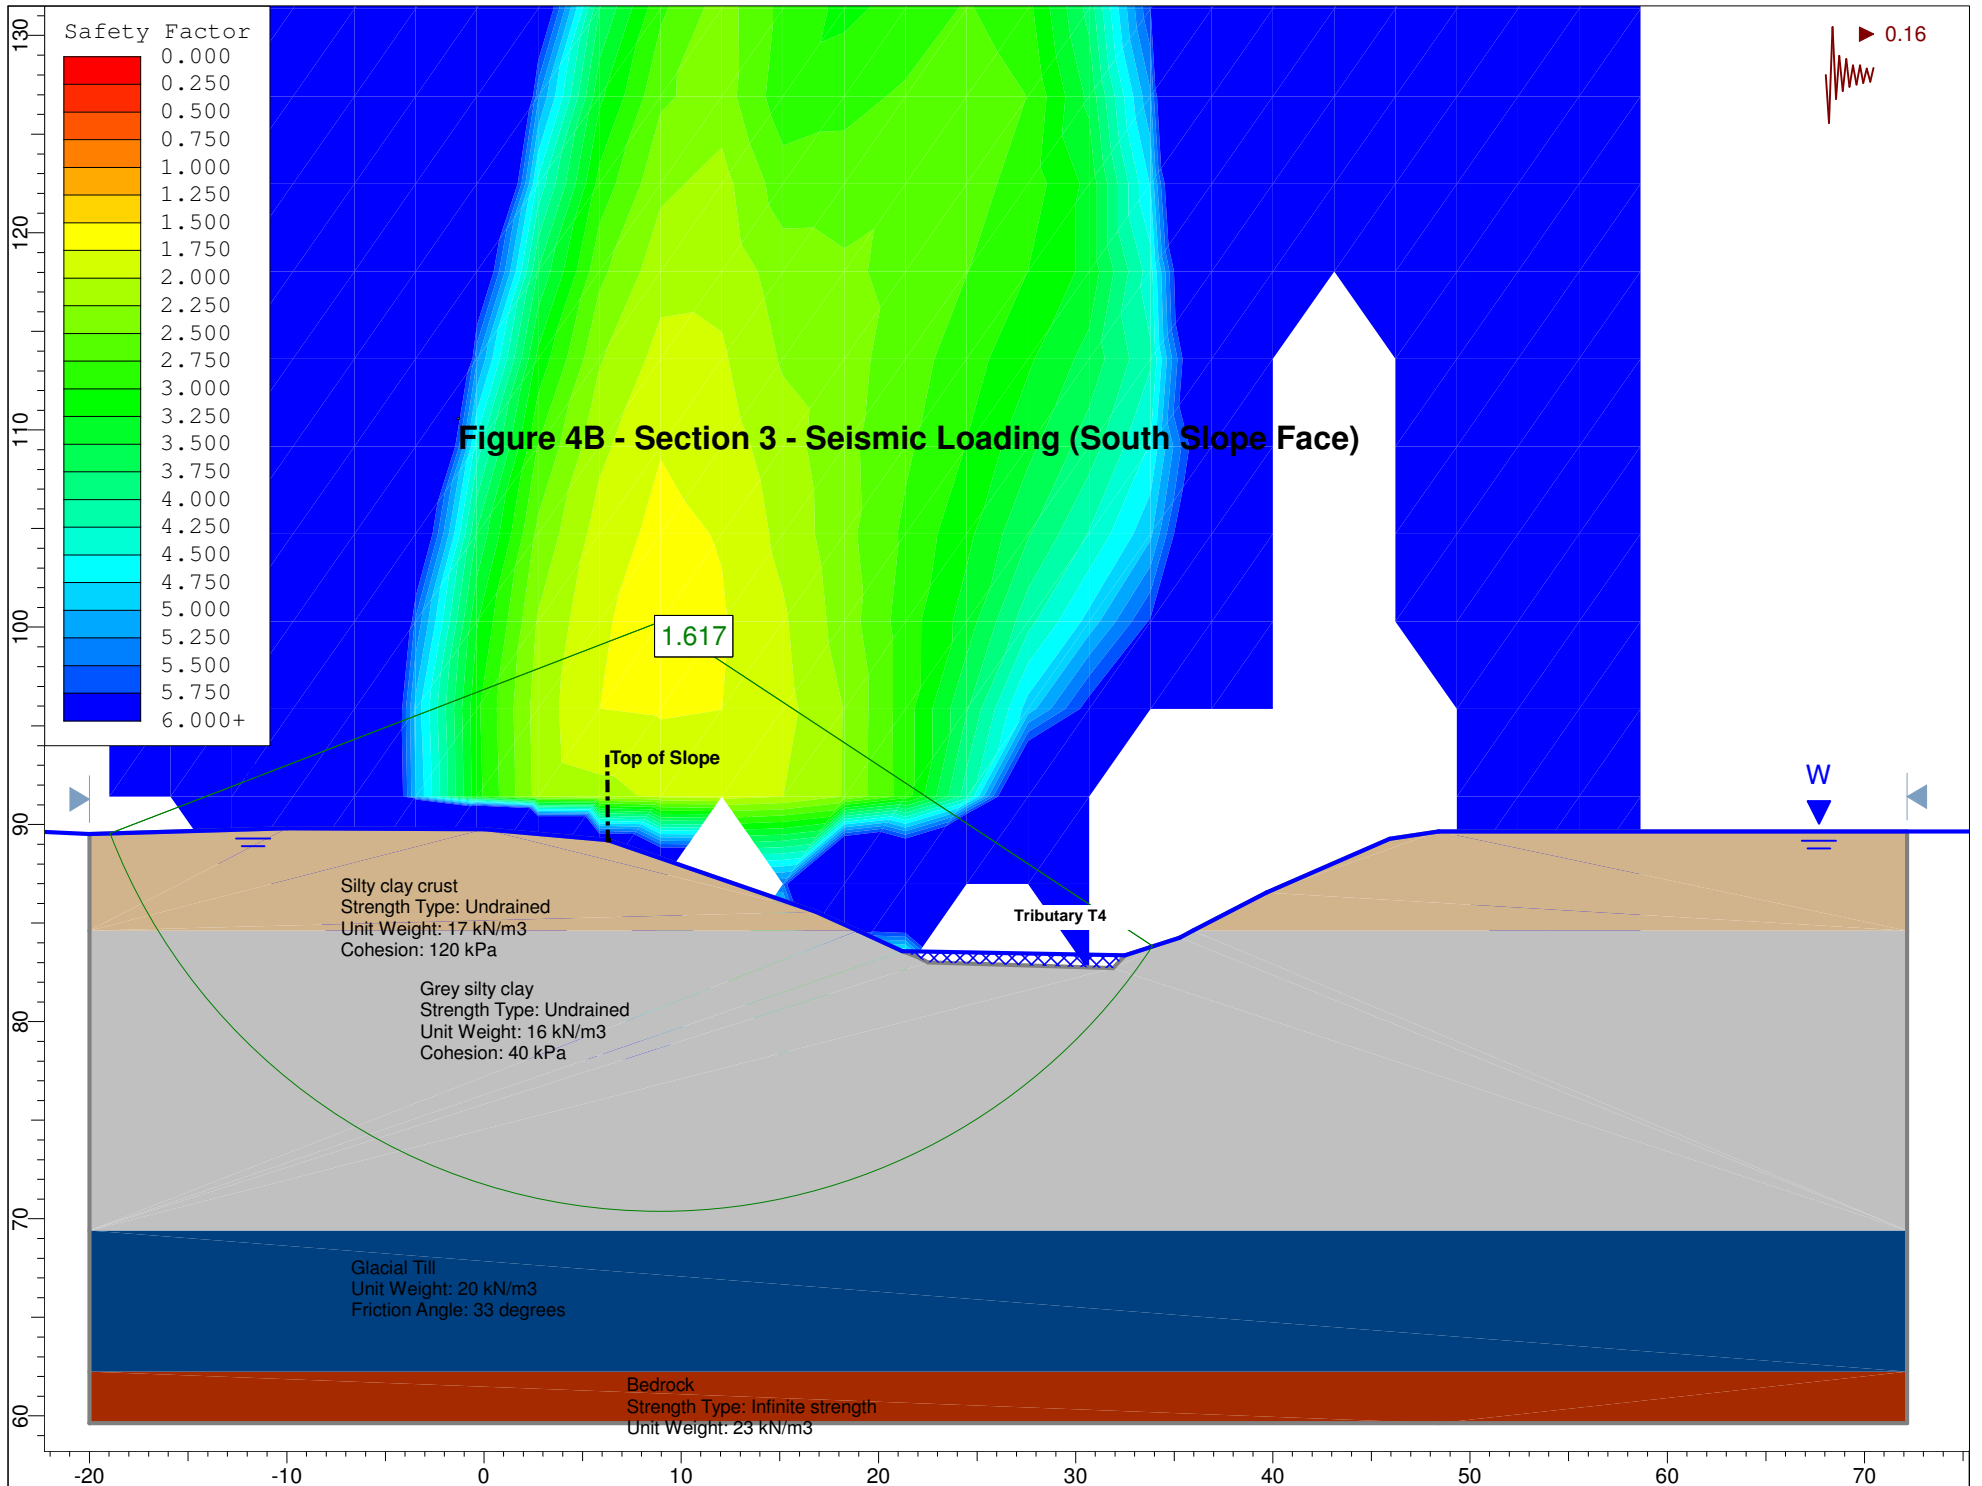 Safety Factor
0.000
0.250
0.500
0.750
1.000
1.250
1.500
1.750
2.000
2.250
2.500
2.750
3.000
3.250
3.500
3.750
4.000
4.250
4.500
4.750
5.000
5.250
5.500
5.750
6.000+
0.16
130
120
110
100
90
80
70
60
Figure 4B - Section 3 - Seismic Loading (South Slope Face)
1.617
Top of Slope
W
Tributary T4
Silty clay crust
Strength Type: Undrained
Unit Weight: 17 kN/m3
Cohesion: 120 kPa
Grey silty clay
Strength Type: Undrained
Unit Weight: 16 kN/m3
Cohesion: 40 kPa
Glacial Till
Unit Weight: 20 kN/m3
Friction Angle: 33 degrees
Bedrock
Strength Type: Infinite strength
Unit Weight: 23 kN/m3
-20 -10 0 10 20 30 40 50 60 70